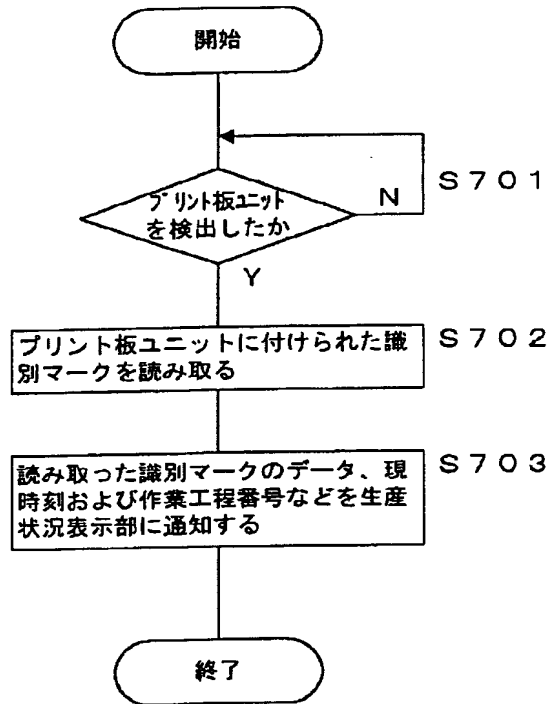 開始
S701
プリント板ユニット
を検出したか
N
Y
S702
プリント板ユニットに付けられた識
別マークを読み取る
S703
読み取った識別マークのデータ、現
時刻および作業工程番号などを生産
状況表示部に通知する
終了